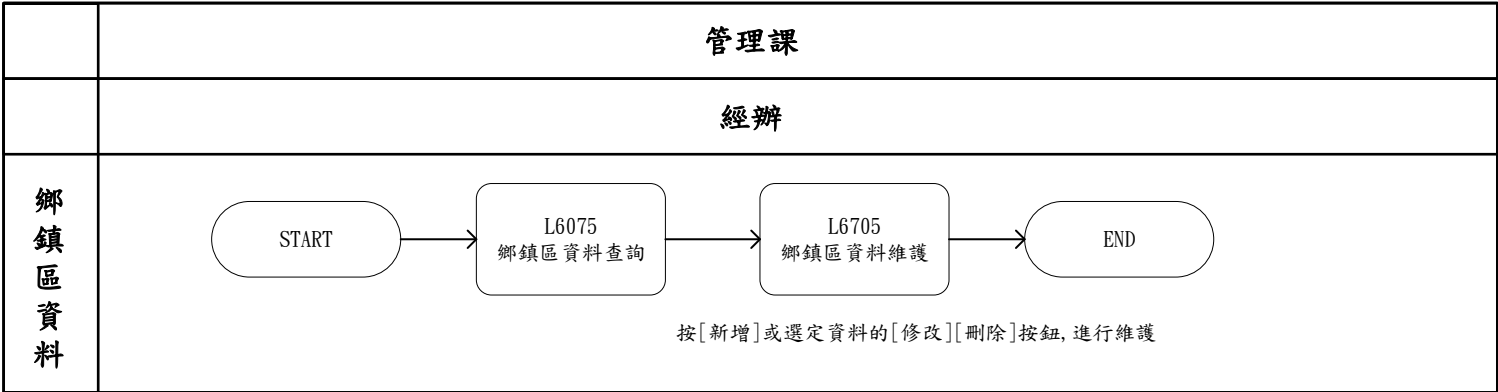 管理課
經辦
鄉鎮區資料
START
L6075
鄉鎮區資料查詢
L6705
鄉鎮區資料維護
END
按[新增]或選定資料的[修改][刪除]按鈕,進行維護